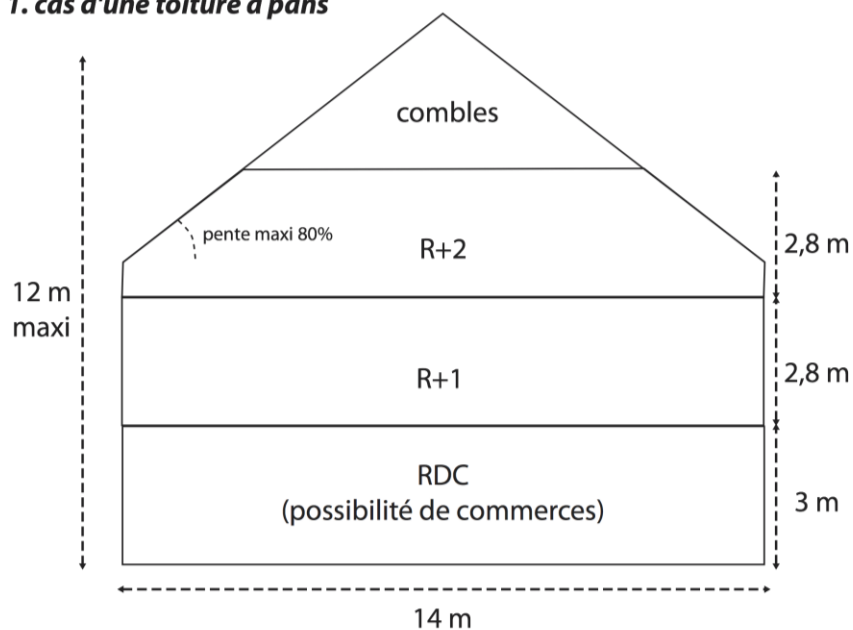 1. cas d'une toiture à pans
combles
pente maxi 80%
R+2
2,8 m
12 m
maxi
R+1
2,8 m
RDC
(possibilité de commerces)
3 m
14 m